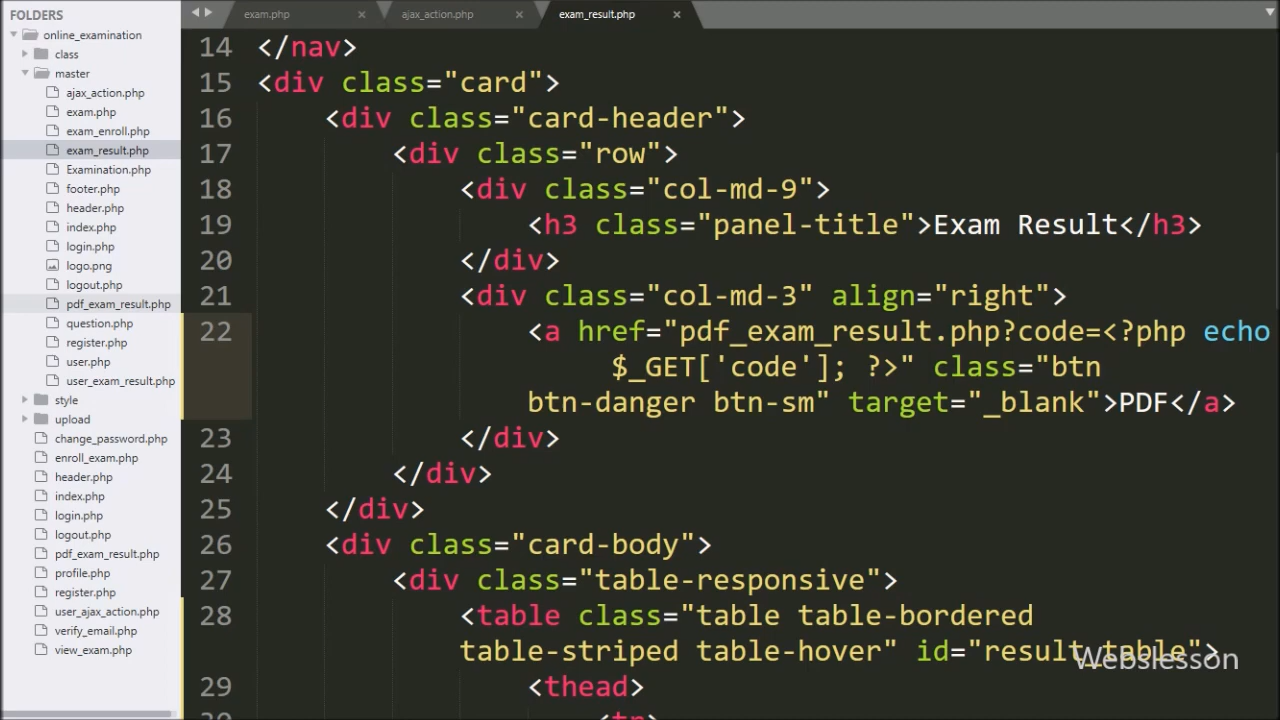 FOLDERS
online_examination
class
master
ajax_action.php
exam.php
exam_enroll.php
exam_result.php
Examination.php
footer.php
header.php
index.php
login.php
logo.png
logout.php
pdf_exam_result.php
question.php
register.php
user.php
user_exam_result.php
style
upload
change_password.php
enroll_exam.php
header.php
index.php
login.php
logout.php
pdf_exam_result.php
profile.php
register.php
user_ajax_action.php
verify_email.php
view_exam.php
exam.php × ajax_action.php × exam_result.php ×
14 </nav>
15 <div class="card">
16 <div class="card-header">
17 <div class="row">
18 <div class="col-md-9">
19 <h3 class="panel-title">Exam Result</h3>
20 </div>
21 <div class="col-md-3" align="right">
22 <a href="pdf_exam_result.php?code=<?php echo
$_GET['code']; ?>" class="btn
btn-danger btn-sm" target="_blank">PDF</a>
23 </div>
24 </div>
25 </div>
26 <div class="card-body">
27 <div class="table-responsive">
28 <table class="table table-bordered
table-striped table-hover" id="result_table">
29 <thead>
30 <tr>
Webslesson